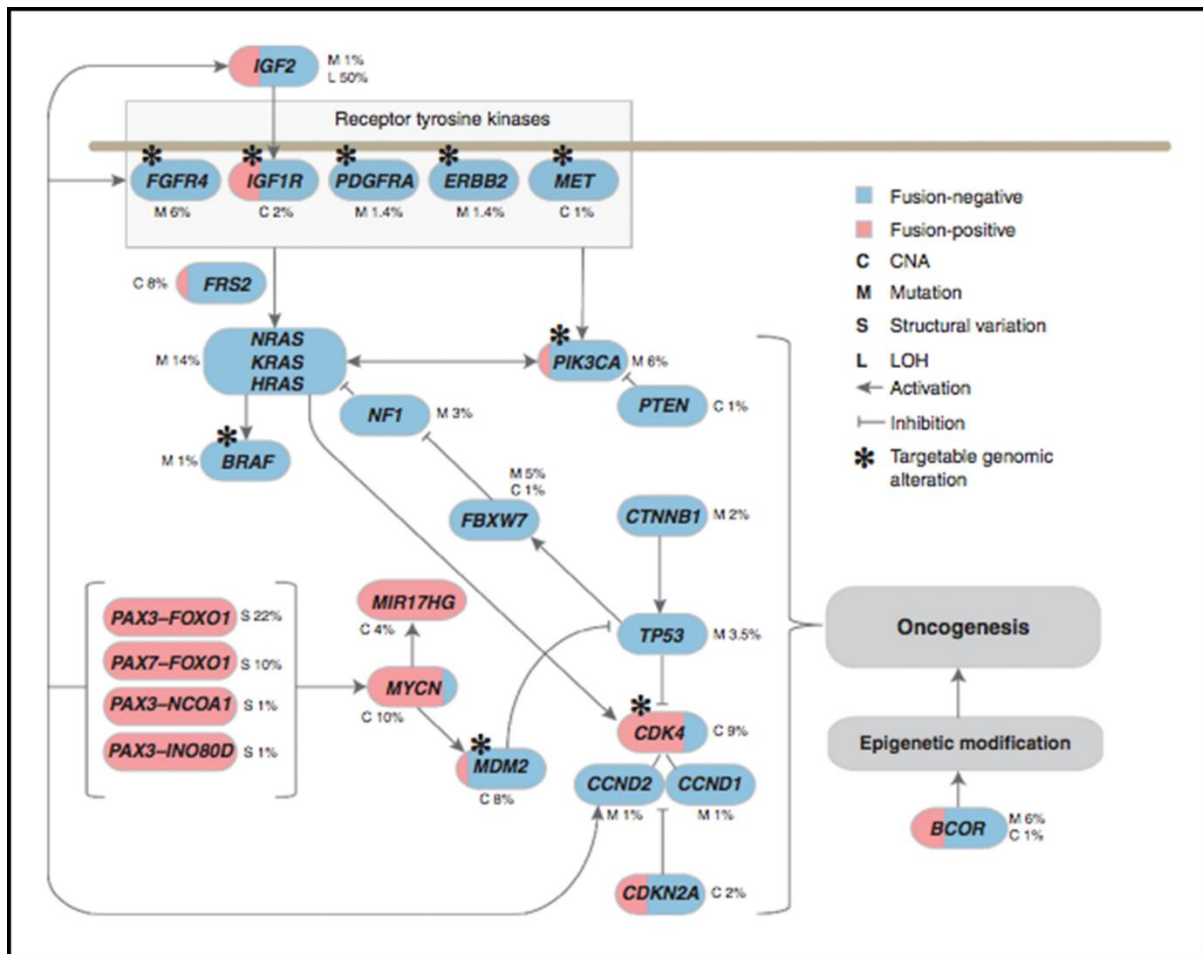 IGF2
M 1%
L 50%
Receptor tyrosine kinases
FGFR4
IGF1R
PDGFRA
ERBB2
MET
M 6%
C 2%
M 1.4%
M 1.4%
C 1%
Fusion-negative
Fusion-positive
C CNA
M Mutation
S Structural variation
L LOH
Activation
Inhibition
* Targetable genomic
alteration
C 8%
FRS2
M 14%
NRAS
KRAS
HRAS
PIK3CA
M 6%
PTEN
C 1%
NF1
M 3%
M 1%
BRAF
M 5%
C 1%
FBXW7
CTNNB1
M 2%
PAX3–FOXO1
S 22%
PAX7–FOXO1
S 10%
PAX3–NCOA1
S 1%
PAX3–INO80D
S 1%
MIR17HG
C 4%
MYCN
C 10%
MDM2
C 8%
TP53
M 3.5%
CDK4
C 9%
CCND2
CCND1
M 1%
M 1%
CDKN2A
C 2%
Oncogenesis
Epigenetic modification
BCOR
M 6%
C 1%